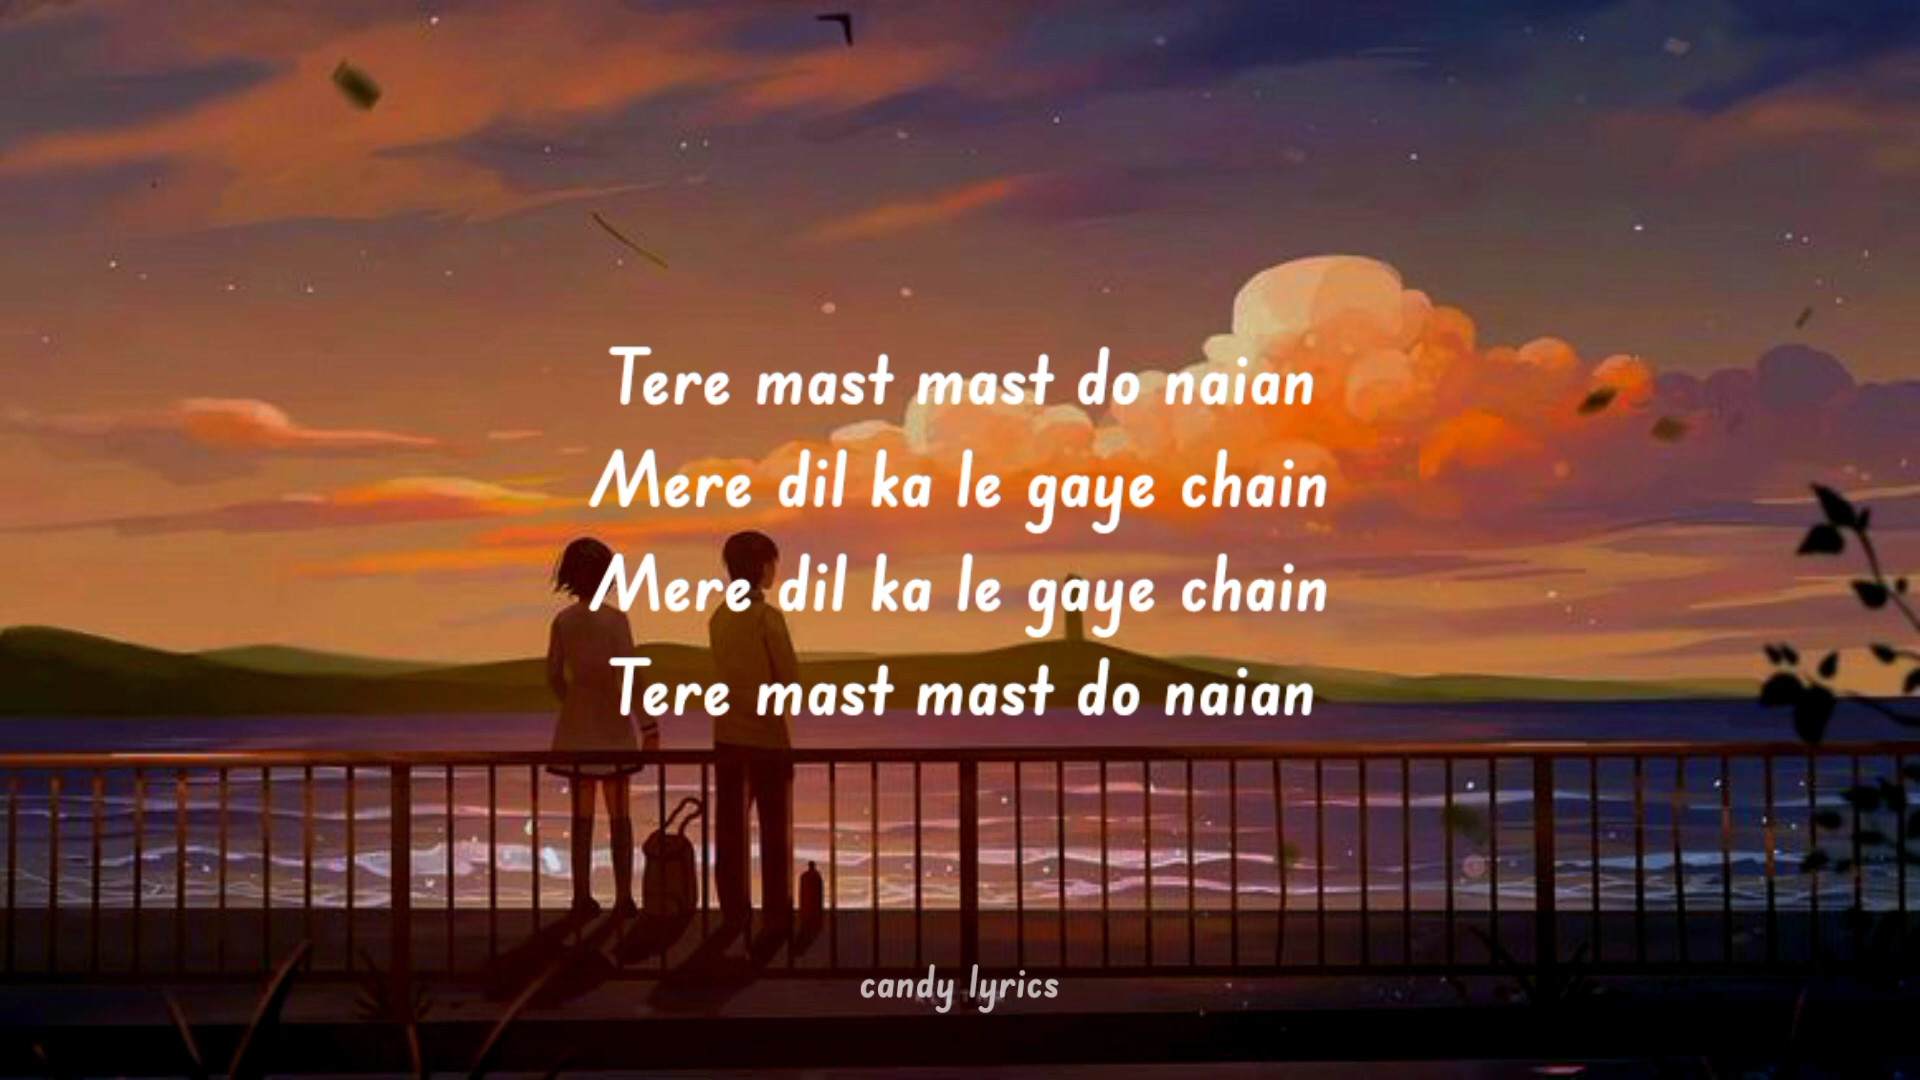 Tere mast mast do naian
Mere dil ka le gaye chain
Mere dil ka le gaye chain
Tere mast mast do naian
candy lyrics